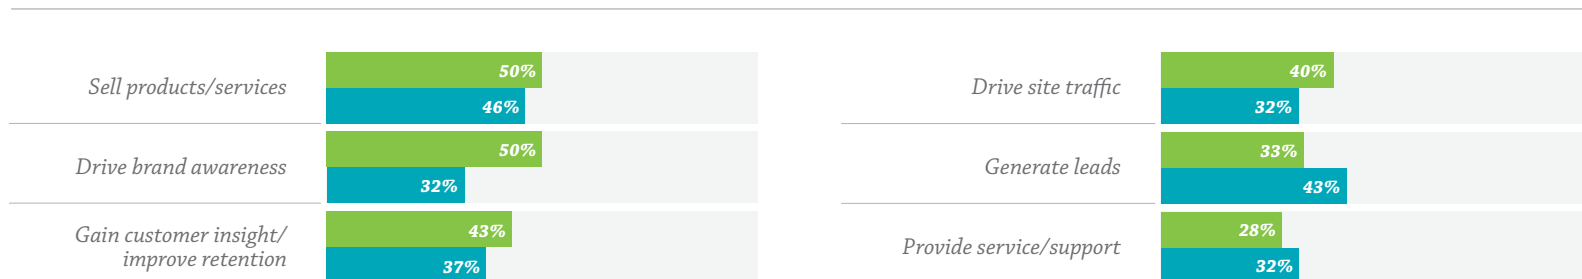 Sell products/services
50%
46%
Drive brand awareness
50%
32%
Gain customer insight/
improve retention
43%
37%
Drive site traffic
40%
32%
Generate leads
33%
43%
Provide service/support
28%
32%